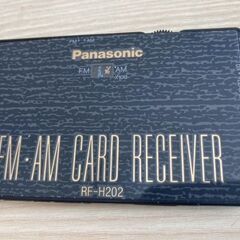 Panasonic
FM AM
FM·AM CARD RECEIVER
RF-H202